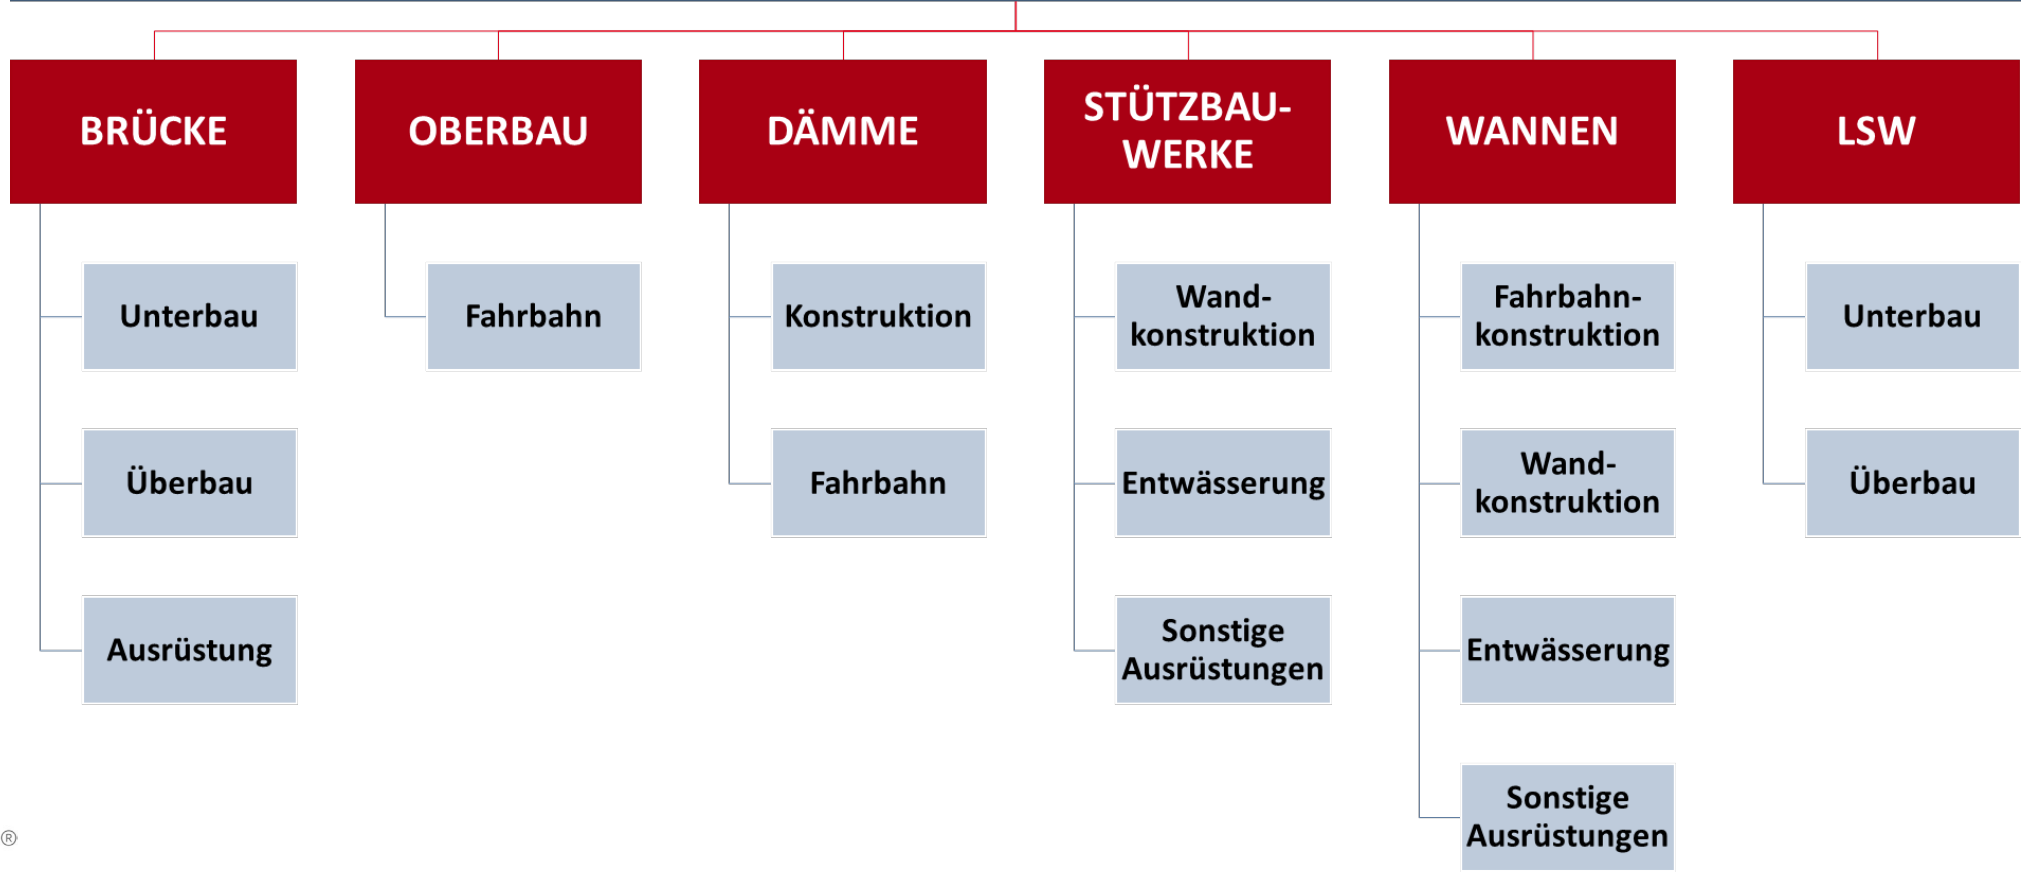 BRÜCKE
OBERBAU
DÄMME
STÜTZBAU-
WERKE
WANNEN
LSW
Unterbau
Fahrbahn
Konstruktion
Wand-
konstruktion
Fahrbahn-
konstruktion
Unterbau
Überbau
Fahrbahn
Entwässerung
Wand-
konstruktion
Überbau
Ausrüstung
Sonstige
Ausrüstungen
Entwässerung
Sonstige
Ausrüstungen
®